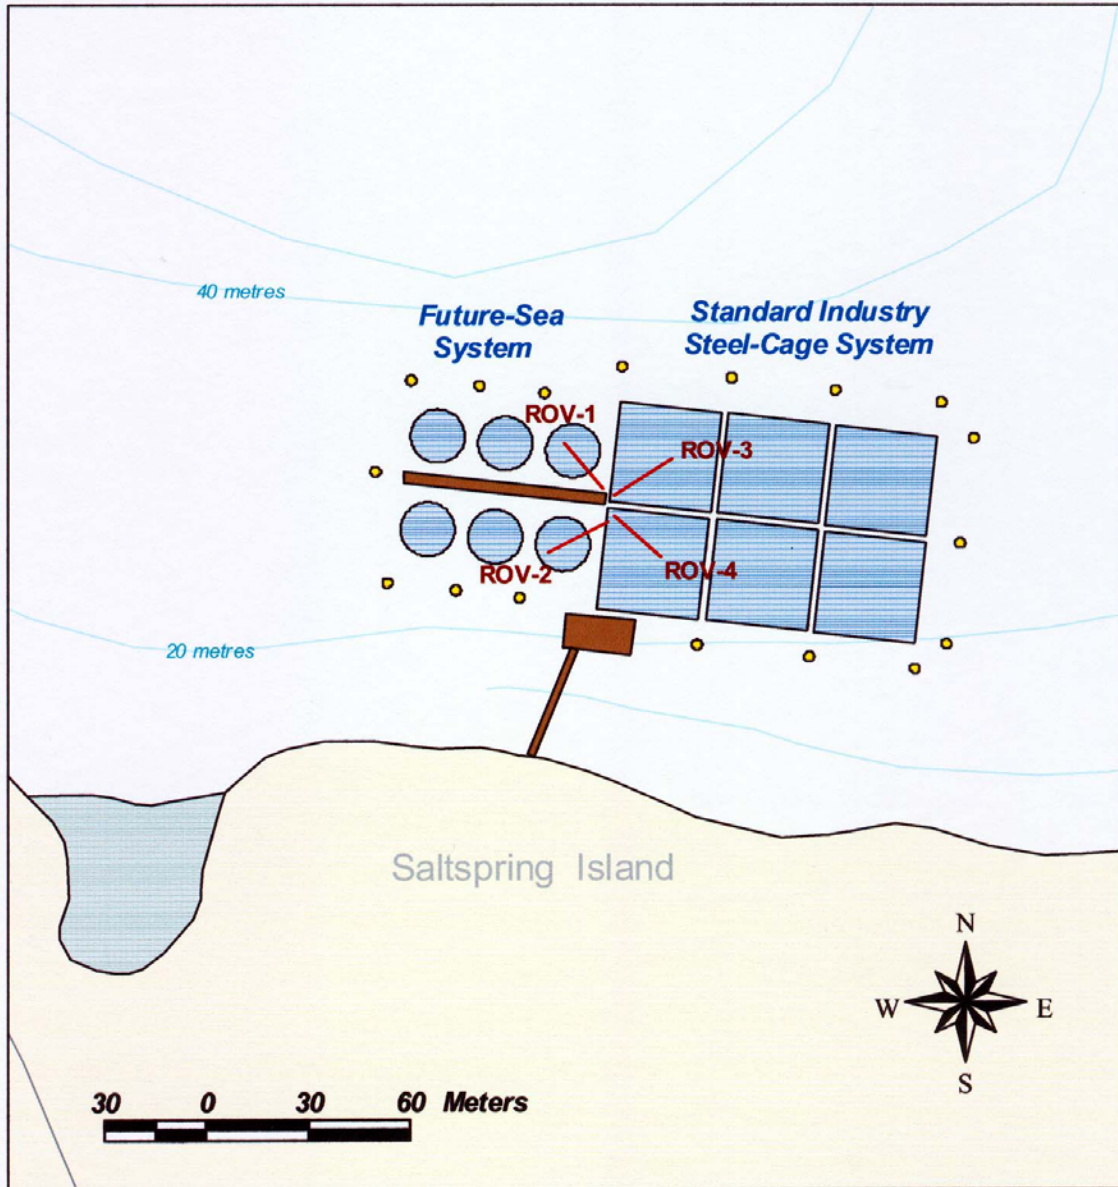 40 metres
Future-Sea
System
Standard Industry
Steel-Cage System
ROV-1
ROV-3
ROV-2
ROV-4
20 metres
Saltspring Island
N
W
E
S
30 0 30 60 Meters